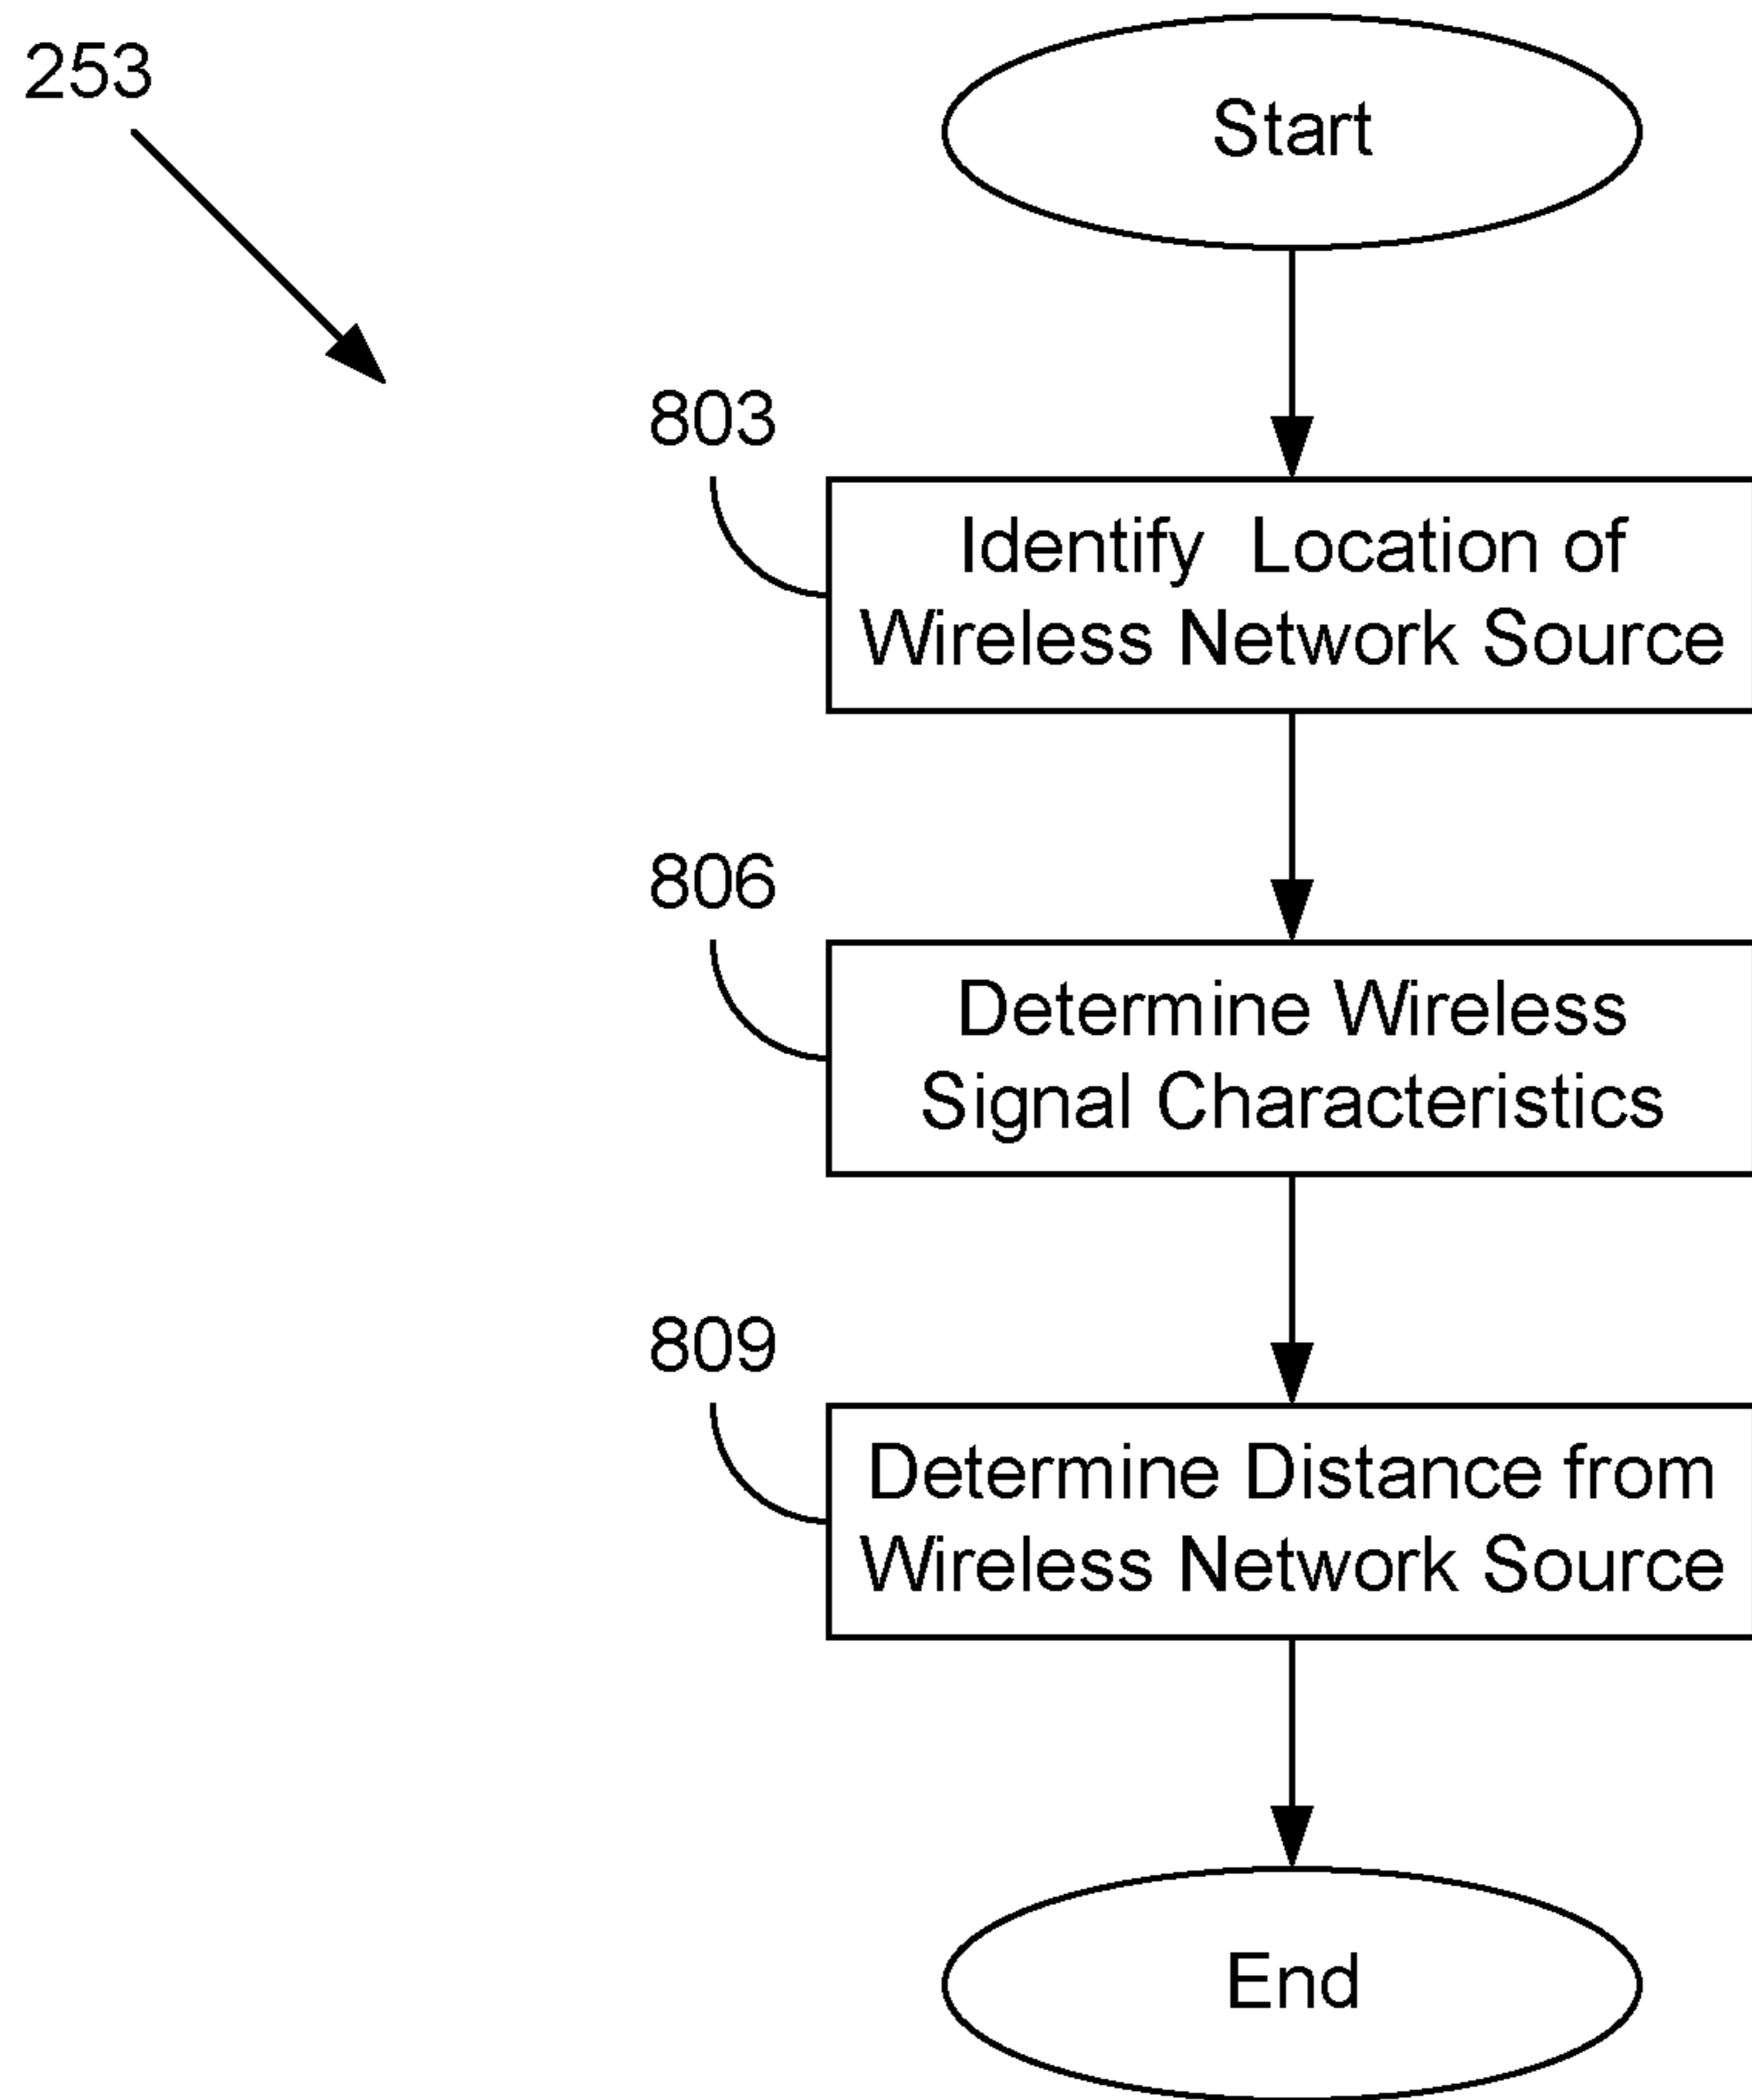 253
Start
803
Identify  Location of
Wireless Network Source
806
Determine Wireless
Signal Characteristics
809
Determine Distance from
Wireless Network Source
End